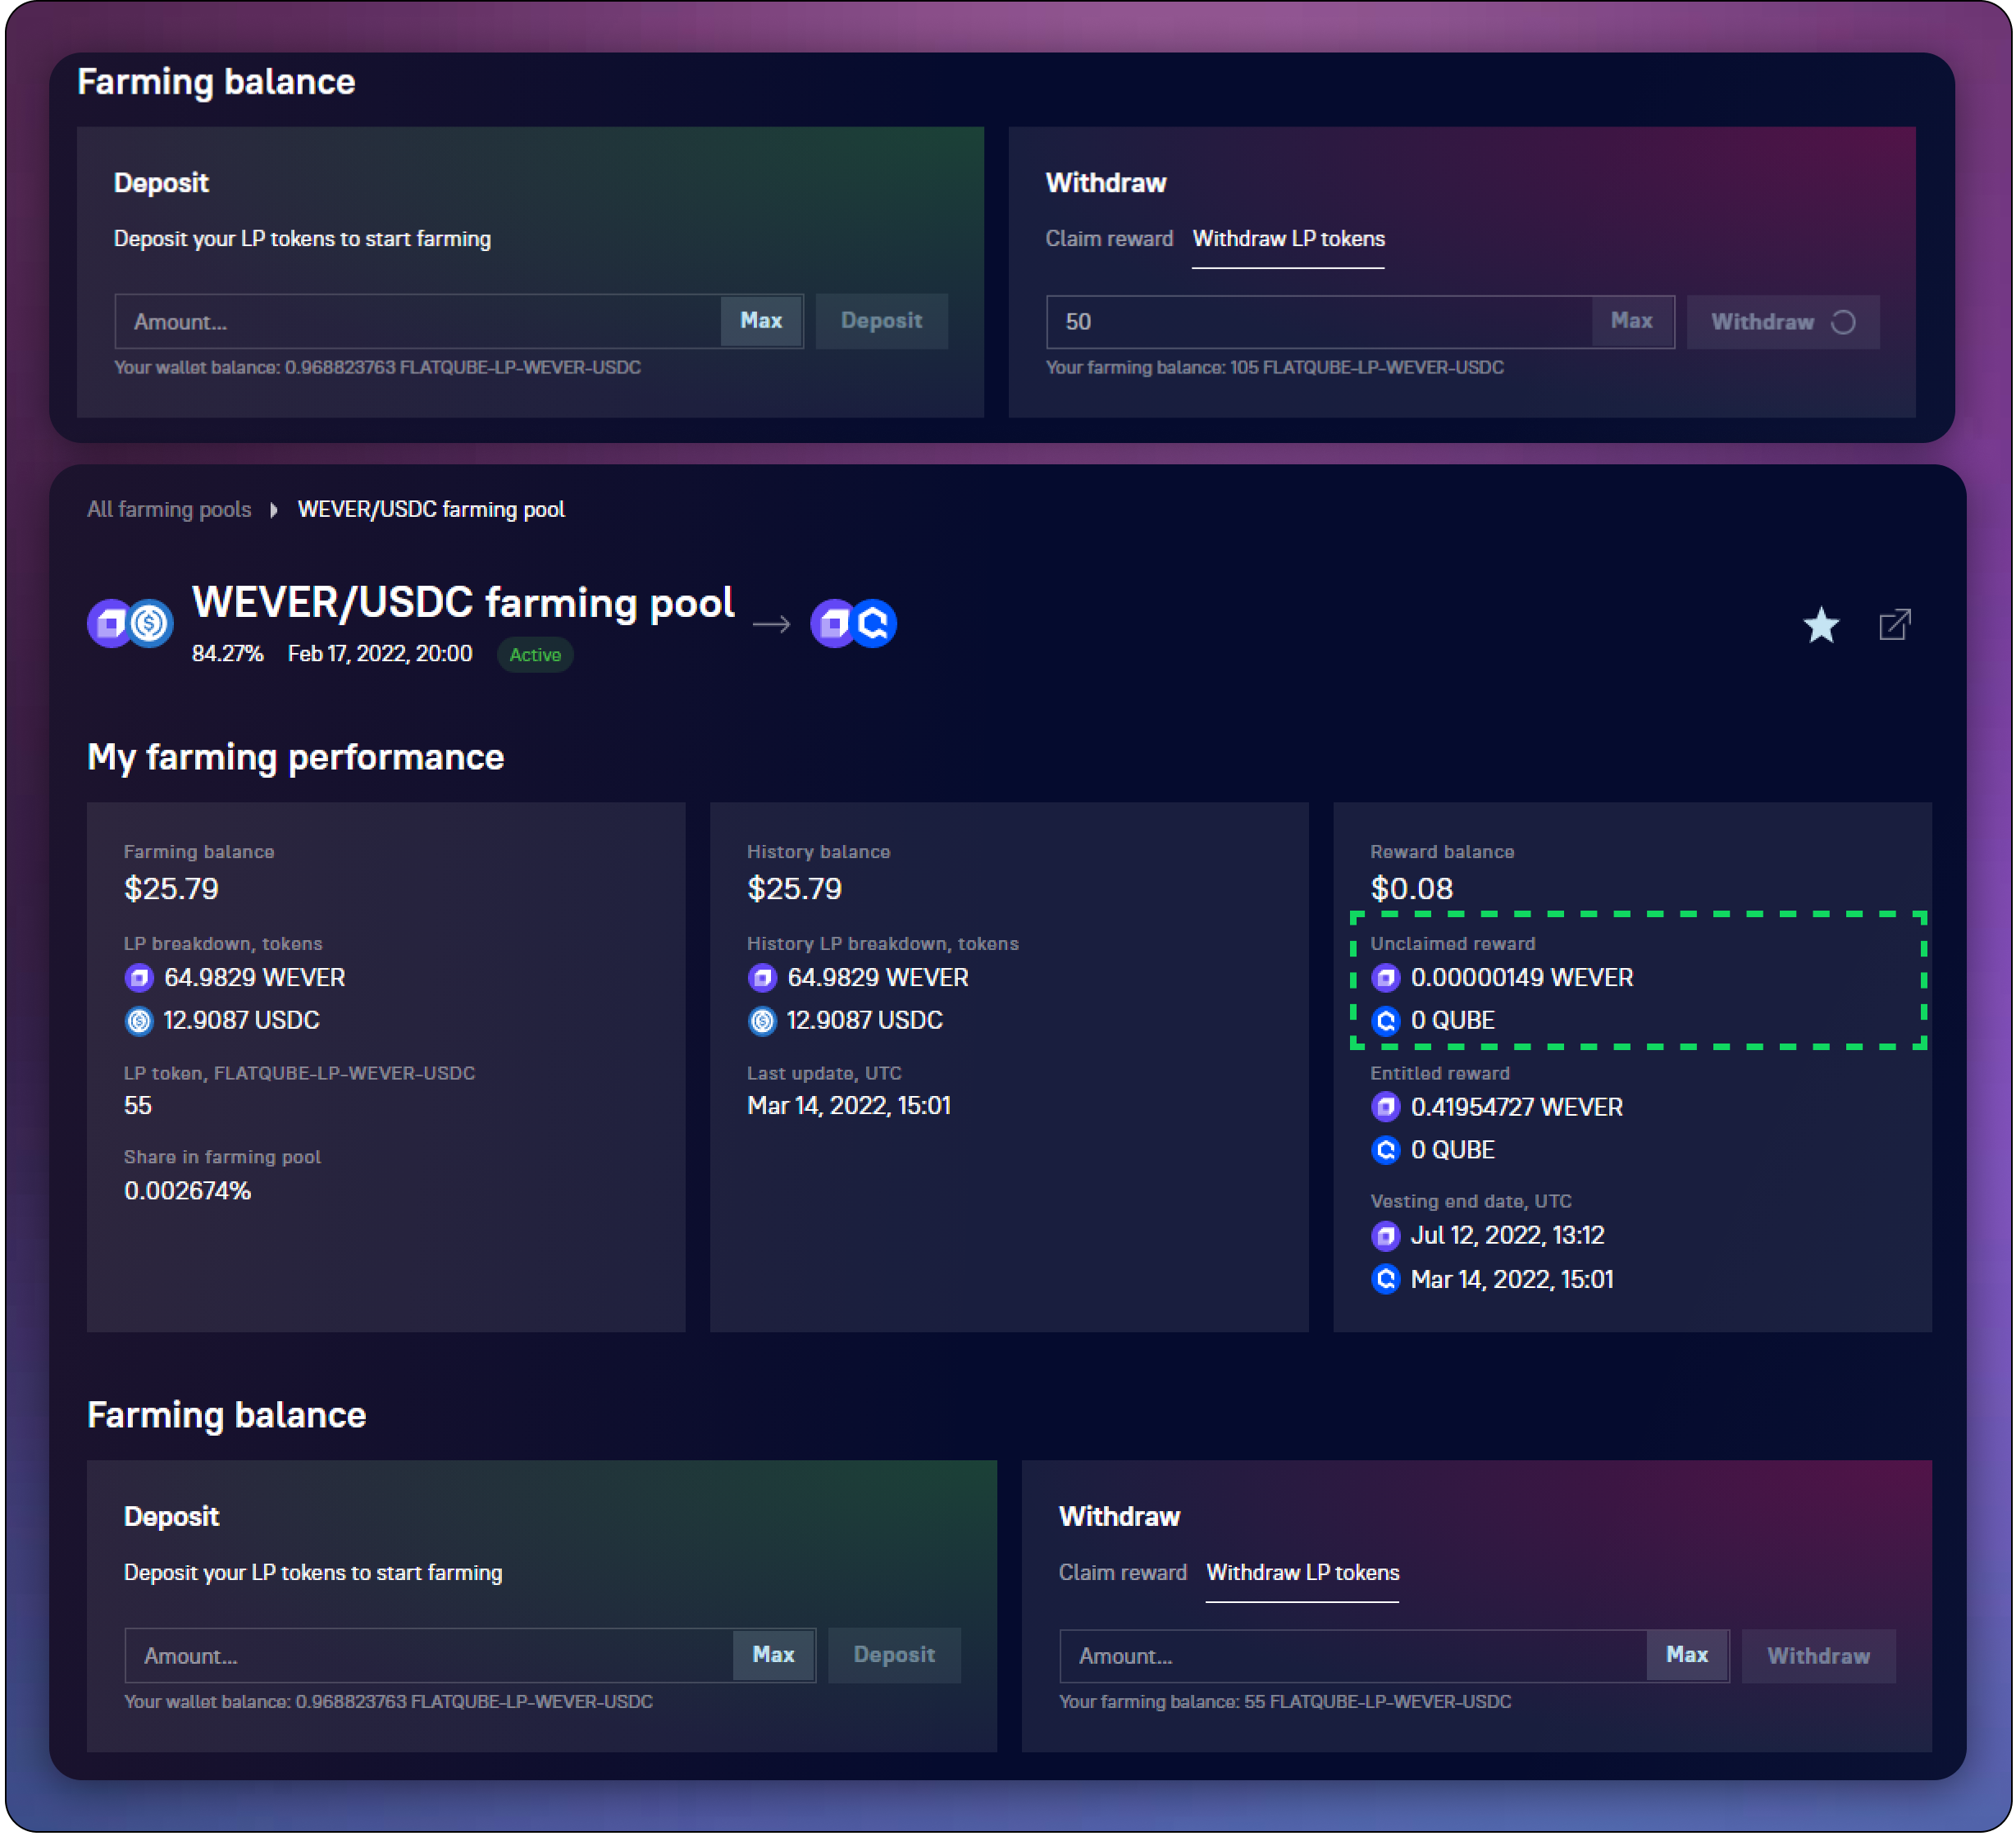 Farming balance
Deposit
Deposit your LP tokens to start farming
Amount... Max Deposit
Your wallet balance: 0.968823763 FLATQUBE-LP-WEVER-USDC
Withdraw
Claim reward Withdraw LP tokens
50 Max Withdraw
Your farming balance: 105 FLATQUBE-LP-WEVER-USDC
All farming pools WEVER/USDC farming pool
WEVER/USDC farming pool
84.27% Feb 17, 2022, 20:00 Active
My farming performance
Farming balance
$25.79
LP breakdown, tokens
64.9829 WEVER
12.9087 USDC
LP token, FLATQUBE-LP-WEVER-USDC
55
Share in farming pool
0.002674%
History balance
$25.79
History LP breakdown, tokens
64.9829 WEVER
12.9087 USDC
Last update, UTC
Mar 14, 2022, 15:01
Reward balance
$0.08
Unclaimed reward
0.00000149 WEVER
0 QUBE
Entitled reward
0.41954727 WEVER
0 QUBE
Vesting end date, UTC
Jul 12, 2022, 13:12
Mar 14, 2022, 15:01
Farming balance
Deposit
Deposit your LP tokens to start farming
Amount... Max Deposit
Your wallet balance: 0.968823763 FLATQUBE-LP-WEVER-USDC
Withdraw
Claim reward Withdraw LP tokens
Amount... Max Withdraw
Your farming balance: 55 FLATQUBE-LP-WEVER-USDC